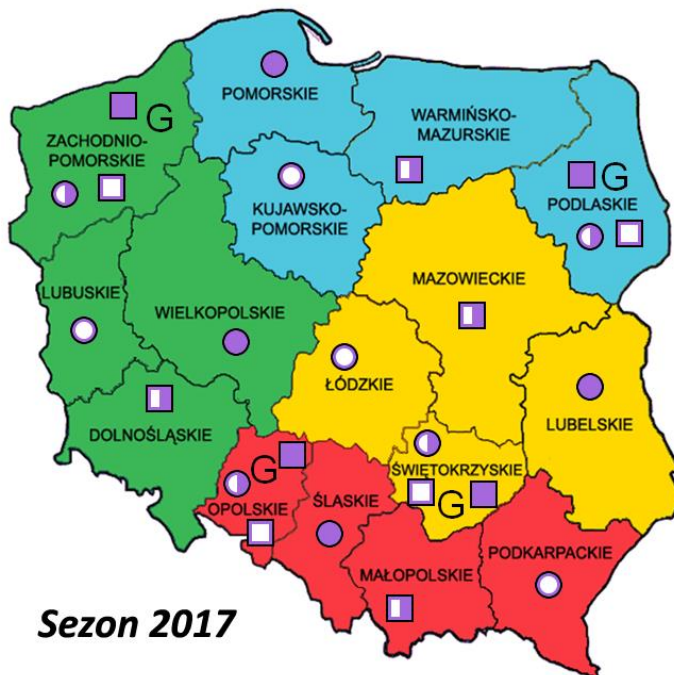 POMORSKIE
WARMIŃSKO-
MAZURSKIE
G
ZACHODNIO-
POMORSKIE
G
PODLASKIE
KUJAWSKO-
POMORSKIE
MAZOWIECKIE
LUBUSKIE
WIELKOPOLSKIE
ŁÓDZKIE
LUBELSKIE
DOLNOŚLĄSKIE
G
ŚWIĘTOKRZYSKIE
G
OPOLSKIE
ŚLĄSKIE
PODKARPACKIE
MAŁOPOLSKIE
Sezon 2017